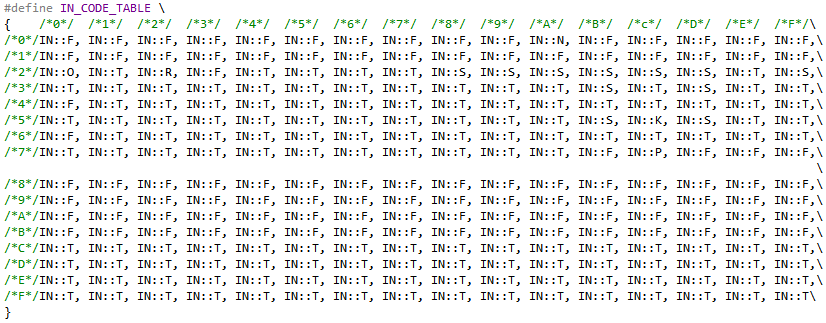 #define IN_CODE_TABLE \
{ /*0*/ /*1*/ /*2*/ /*3*/ /*4*/ /*5*/ /*6*/ /*7*/ /*8*/ /*9*/ /*A*/ /*B*/ /*c*/ /*D*/ /*E*/ /*F*/\
/*0*/IN::F, IN::F, IN::F, IN::F, IN::F, IN::F, IN::F, IN::F, IN::F, IN::F, IN::N, IN::F, IN::F, IN::F, IN::F, IN::F,\
/*1*/IN::F, IN::F, IN::F, IN::F, IN::F, IN::F, IN::F, IN::F, IN::F, IN::F, IN::F, IN::F, IN::F, IN::F, IN::F, IN::F,\
/*2*/IN::O, IN::T, IN::R, IN::F, IN::T, IN::T, IN::T, IN::T, IN::S, IN::S, IN::S, IN::S, IN::S, IN::S, IN::T, IN::S,\
/*3*/IN::T, IN::T, IN::T, IN::T, IN::T, IN::T, IN::T, IN::T, IN::T, IN::T, IN::T, IN::S, IN::T, IN::S, IN::T, IN::T,\
/*4*/IN::F, IN::T, IN::T, IN::T, IN::T, IN::T, IN::T, IN::T, IN::T, IN::T, IN::T, IN::T, IN::T, IN::T, IN::T, IN::T,\
/*5*/IN::T, IN::T, IN::T, IN::T, IN::T, IN::T, IN::T, IN::T, IN::T, IN::T, IN::T, IN::S, IN::K, IN::S, IN::T, IN::T,\
/*6*/IN::F, IN::T, IN::T, IN::T, IN::T, IN::T, IN::T, IN::T, IN::T, IN::T, IN::T, IN::T, IN::T, IN::T, IN::T, IN::T,\
/*7*/IN::T, IN::T, IN::T, IN::T, IN::T, IN::T, IN::T, IN::T, IN::T, IN::T, IN::T, IN::F, IN::P, IN::F, IN::F, IN::F,\
\
/*8*/IN::F, IN::F, IN::F, IN::F, IN::F, IN::F, IN::F, IN::F, IN::F, IN::F, IN::F, IN::F, IN::F, IN::F, IN::F, IN::F,\
/*9*/IN::F, IN::F, IN::F, IN::F, IN::F, IN::F, IN::F, IN::F, IN::F, IN::F, IN::F, IN::F, IN::F, IN::F, IN::F, IN::F,\
/*A*/IN::F, IN::F, IN::F, IN::F, IN::F, IN::F, IN::F, IN::F, IN::F, IN::F, IN::F, IN::F, IN::F, IN::F, IN::F, IN::F,\
/*B*/IN::F, IN::F, IN::F, IN::F, IN::F, IN::F, IN::F, IN::F, IN::F, IN::F, IN::F, IN::F, IN::F, IN::F, IN::F, IN::F,\
/*C*/IN::T, IN::T, IN::T, IN::T, IN::T, IN::T, IN::T, IN::T, IN::T, IN::T, IN::T, IN::T, IN::T, IN::T, IN::T, IN::T,\
/*D*/IN::T, IN::T, IN::T, IN::T, IN::T, IN::T, IN::T, IN::T, IN::T, IN::T, IN::T, IN::T, IN::T, IN::T, IN::T, IN::T,\
/*E*/IN::T, IN::T, IN::T, IN::T, IN::T, IN::T, IN::T, IN::T, IN::T, IN::T, IN::T, IN::T, IN::T, IN::T, IN::T, IN::T,\
/*F*/IN::T, IN::T, IN::T, IN::T, IN::T, IN::T, IN::T, IN::T, IN::T, IN::T, IN::T, IN::T, IN::T, IN::T, IN::T, IN::T\
}